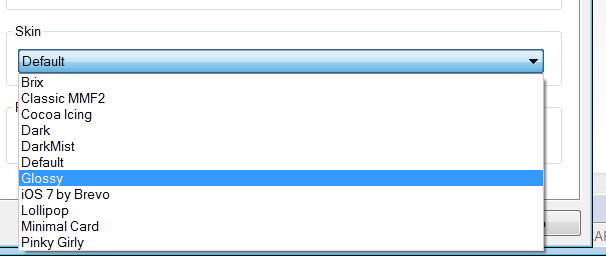 Skin
Default
Brix
Classic MMF2
Cocoa Icing
Dark
DarkMist
Default
Glossy
iOS 7 by Brevo
Lollipop
Minimal Card
Pinky Girly